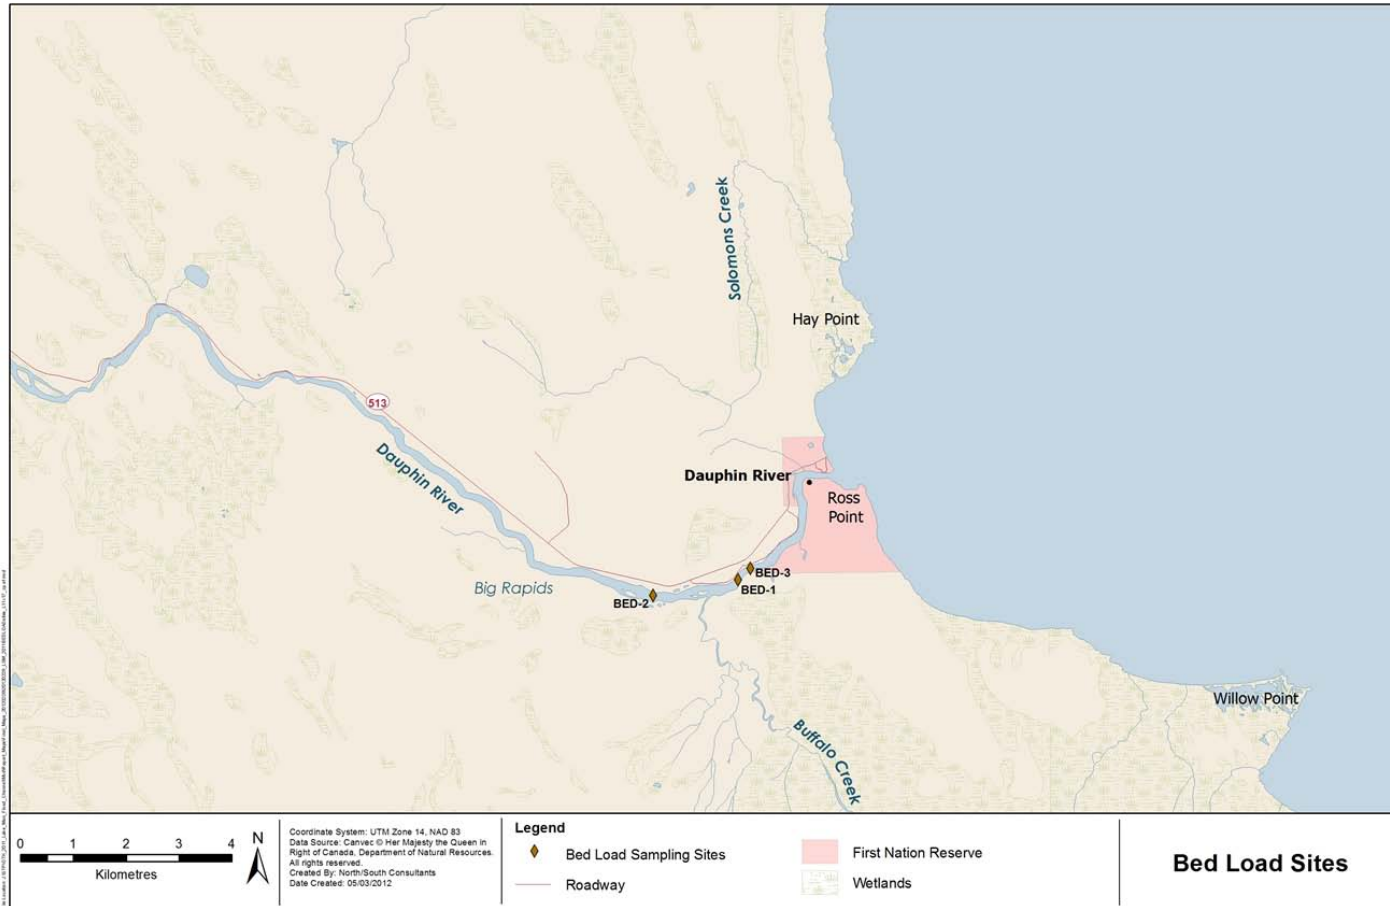 Solomons Creek
Hay Point
513
Dauphin River
Dauphin River
Ross
Point
Big Rapids
BED-3
BED-1
BED-2
Willow Point
Buffalo Creek
0 1 2 3 4
Kilometres
N
Coordinate System: UTM Zone 14, NAD 83
Data Source: Canvec © Her Majesty the Queen in
Right of Canada, Department of Natural Resources.
All rights reserved.
Created By: North/South Consultants
Date Created: 05/03/2012
Legend
Bed Load Sampling Sites
Roadway
First Nation Reserve
Wetlands
Bed Load Sites